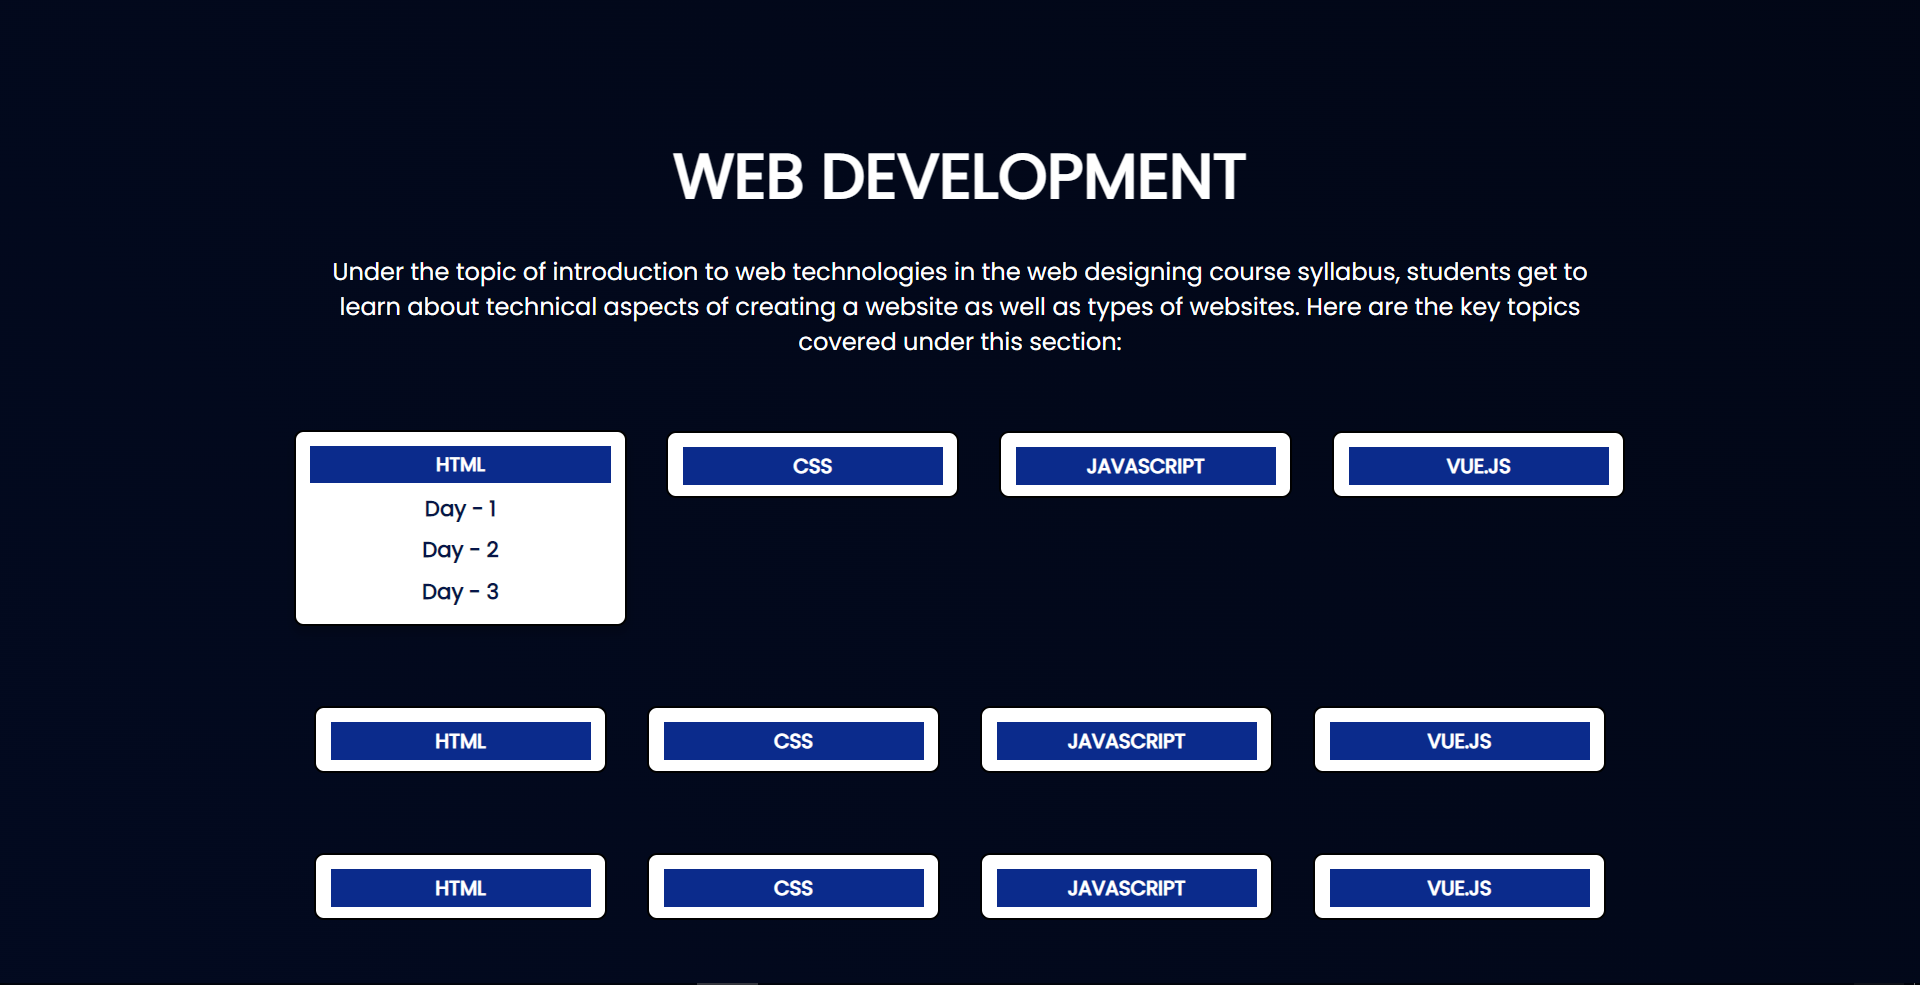 WEB DEVELOPMENT
Under the topic of introduction to web technologies in the web designing course syllabus, students get to
learn about technical aspects of creating a website as well as types of websites. Here are the key topics
covered under this section:
HTML
Day - 1
Day - 2
Day - 3
CSS
JAVASCRIPT
VUE.JS
HTML
CSS
JAVASCRIPT
VUE.JS
HTML
CSS
JAVASCRIPT
VUE.JS